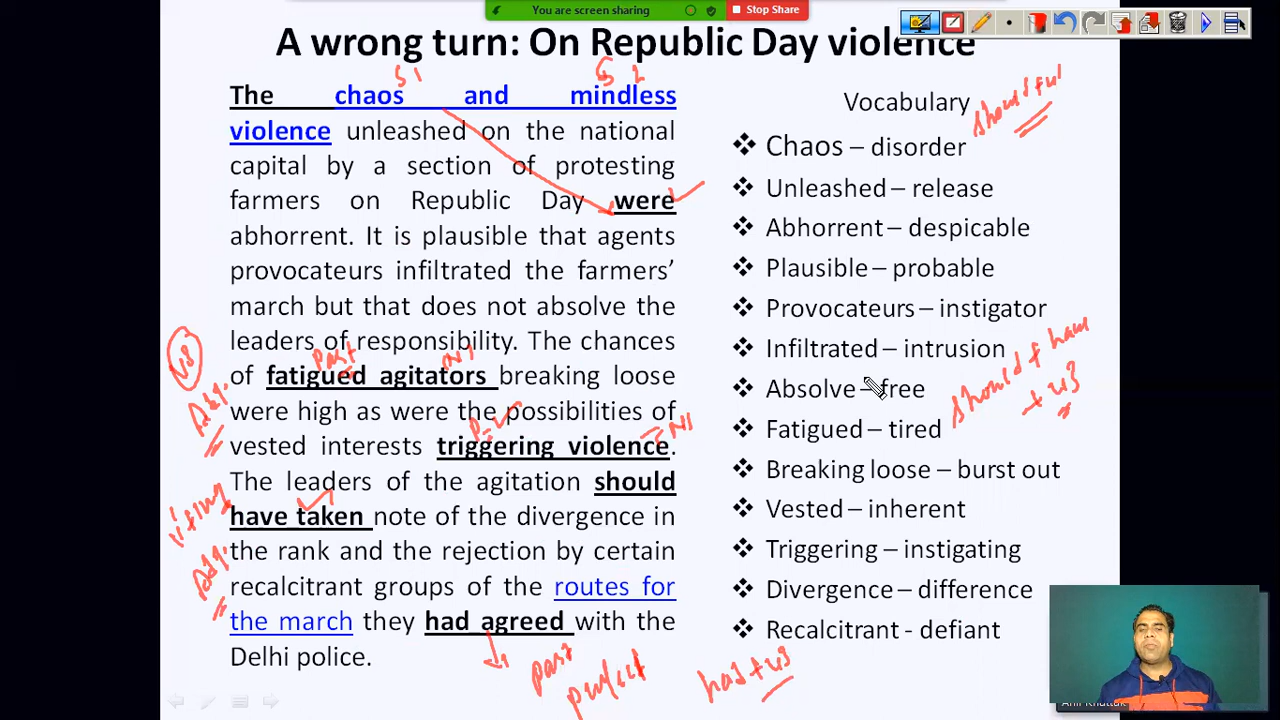 You are screen sharing
Stop Share
A wrong turn: On Republic Day violence
S1
S2
The chaos and mindless
violence unleashed on the national
capital by a section of protesting
farmers on Republic Day were
abhorrent. It is plausible that agents
provocateurs infiltrated the farmers’
march but that does not absolve the
leaders of responsibility. The chances
Past
of fatigued agitators breaking loose
were high as were the possibilities of
vested interests triggering violence.
The leaders of the agitation should
have taken note of the divergence in
the rank and the rejection by certain
recalcitrant groups of the routes for
the march they had agreed with the
Delhi police.
V3
Adj.
Adj.
past
perfect
had + v3
Vocabulary
Chaos – disorder
Unleashed – release
Abhorrent – despicable
Plausible – probable
Provocateurs – instigator
Infiltrated – intrusion
Absolve – free
Fatigued – tired
Breaking loose – burst out
Vested – inherent
Triggering – instigating
Divergence – difference
Recalcitrant - defiant
should + have
+ v3